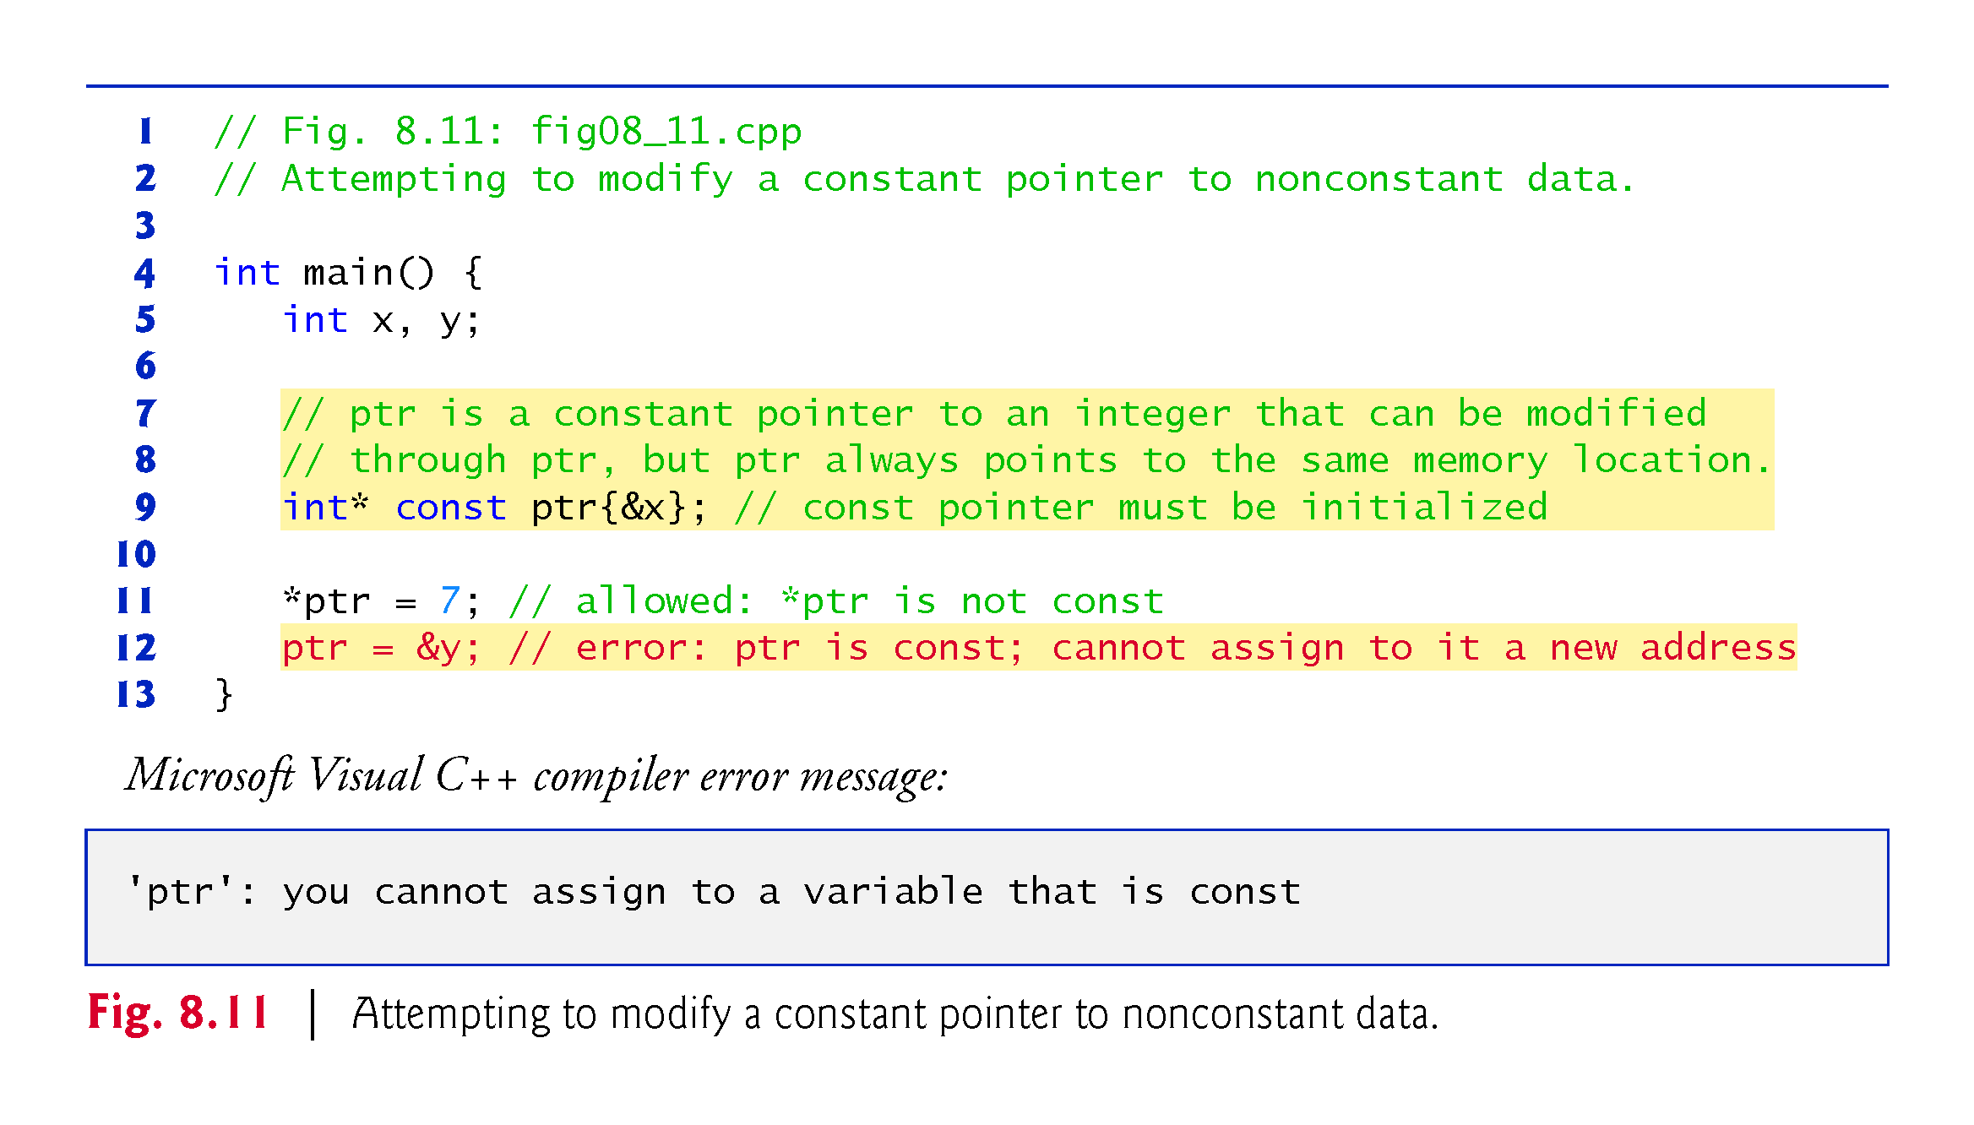 1 // Fig. 8.11: fig08_11.cpp
2 // Attempting to modify a constant pointer to nonconstant data.
3
4 int main() {
5    int x, y;
6
7    // ptr is a constant pointer to an integer that can be modified
8    // through ptr, but ptr always points to the same memory location.
9    int* const ptr{&x}; // const pointer must be initialized
10
11    *ptr = 7; // allowed: *ptr is not const
12    ptr = &y; // error: ptr is const; cannot assign to it a new address
13 }
Microsoft Visual C++ compiler error message:
'ptr': you cannot assign to a variable that is const
Fig. 8.11 | Attempting to modify a constant pointer to nonconstant data.